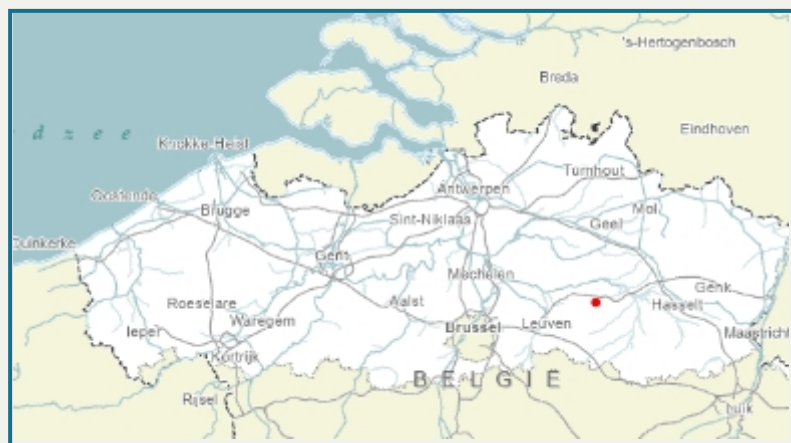 's-Hertogenbosch
Breda
dzee
Eindhoven
Knokke-Heist
Turnhout
Antwerpen
Oostende
Mol
Brugge
Sint-Niklaas
Geel
Duinkerke
Gent
Mechelen
Genk
Roeselare
Aalst
Hasselt
Waregem
Brussel
Leuven
Ieper
Maastricht
Kortrijk
BELGIË
Rijsel
Luik